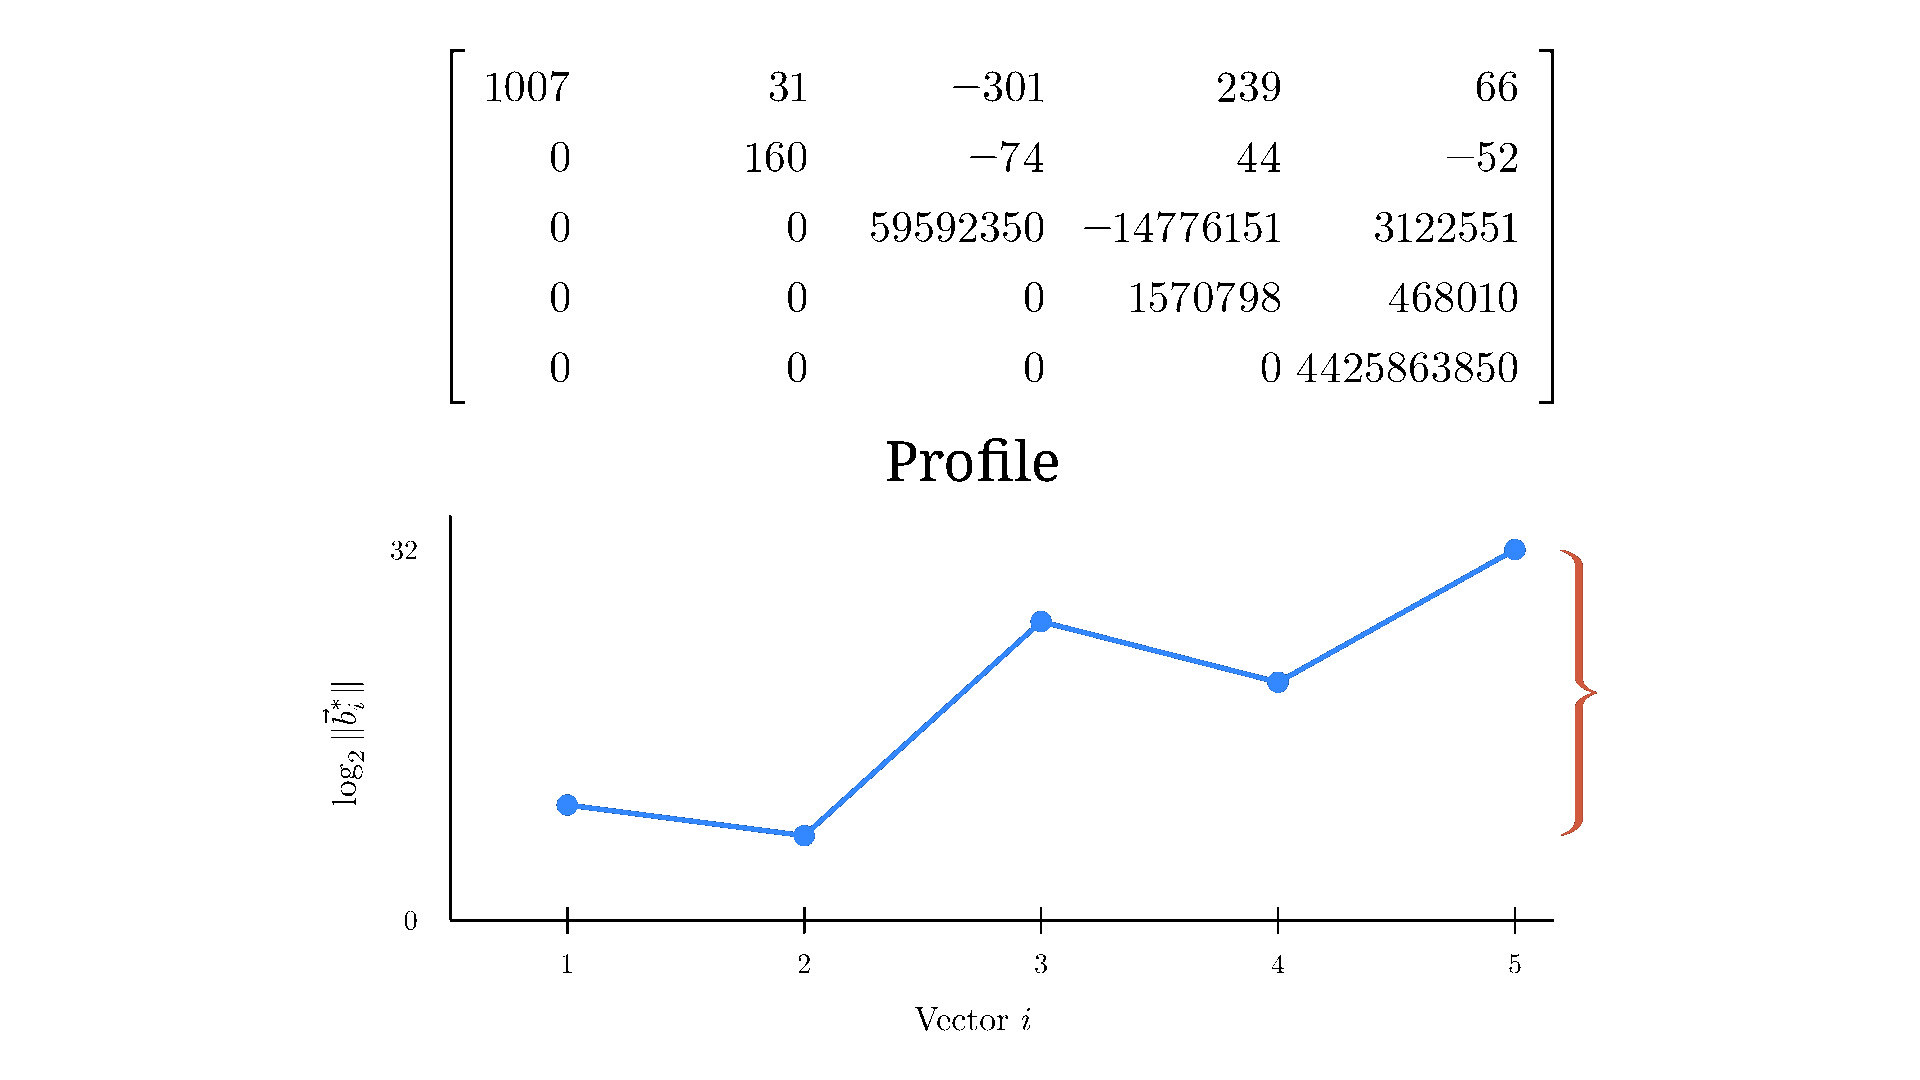 1007 31 −301 239 66
0 160 −74 44 −52
0 0 59592350 −14776151 3122551
0 0 0 1570798 468010
0 0 0 0 4425863850
Profile
32
0
log₂ ‖b⃗ᵢ*‖
1 2 3 4 5
Vector i